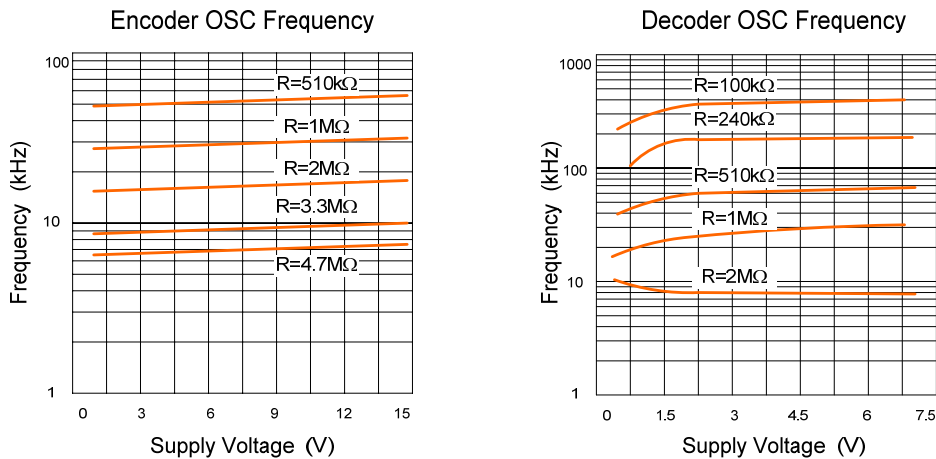 Encoder OSC Frequency
100
10
1
Frequency (kHz)
R=510kΩ
R=1MΩ
R=2MΩ
R=3.3MΩ
R=4.7MΩ
0 3 6 9 12 15
Supply Voltage (V)
Decoder OSC Frequency
1000
100
10
1
Frequency (kHz)
R=100kΩ
R=240kΩ
R=510kΩ
R=1MΩ
R=2MΩ
0 1.5 3 4.5 6 7.5
Supply Voltage (V)